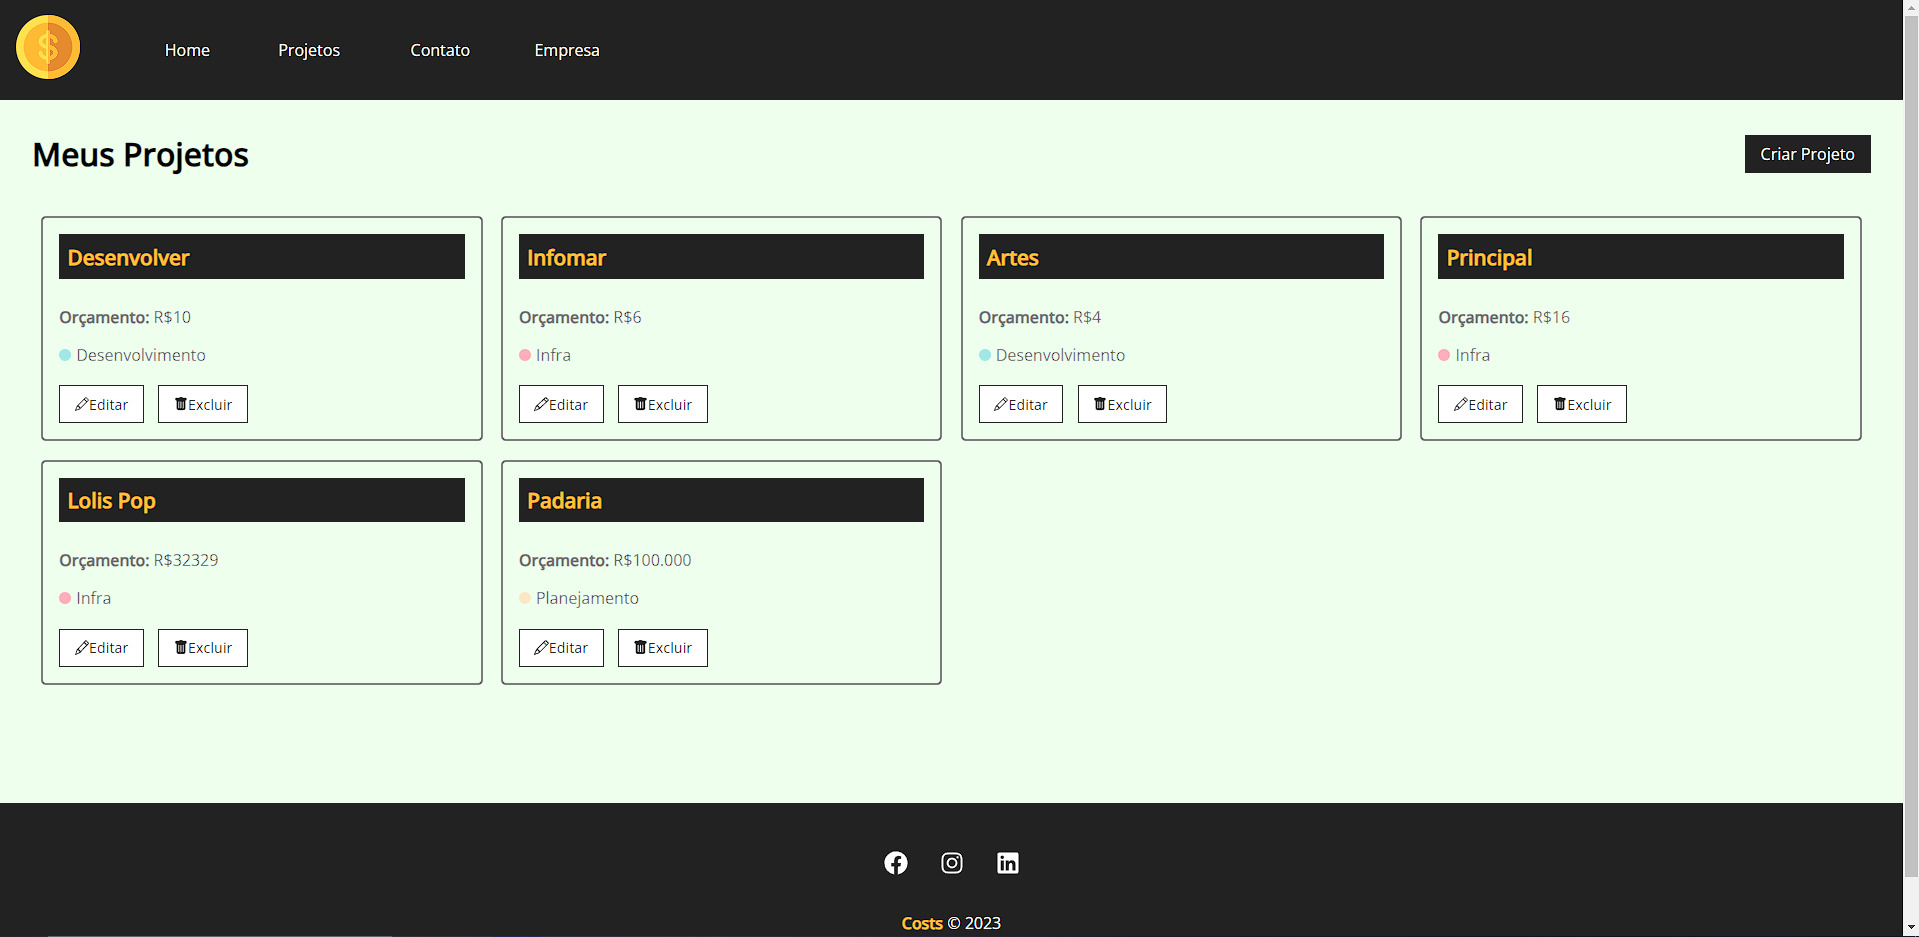 $
Home Projetos Contato Empresa
Meus Projetos
Criar Projeto
Desenvolver
Orçamento: R$10
Desenvolvimento
Editar Excluir
Infomar
Orçamento: R$6
Infra
Editar Excluir
Artes
Orçamento: R$4
Desenvolvimento
Editar Excluir
Principal
Orçamento: R$16
Infra
Editar Excluir
Lolis Pop
Orçamento: R$32329
Infra
Editar Excluir
Padaria
Orçamento: R$100.000
Planejamento
Editar Excluir
Costs © 2023